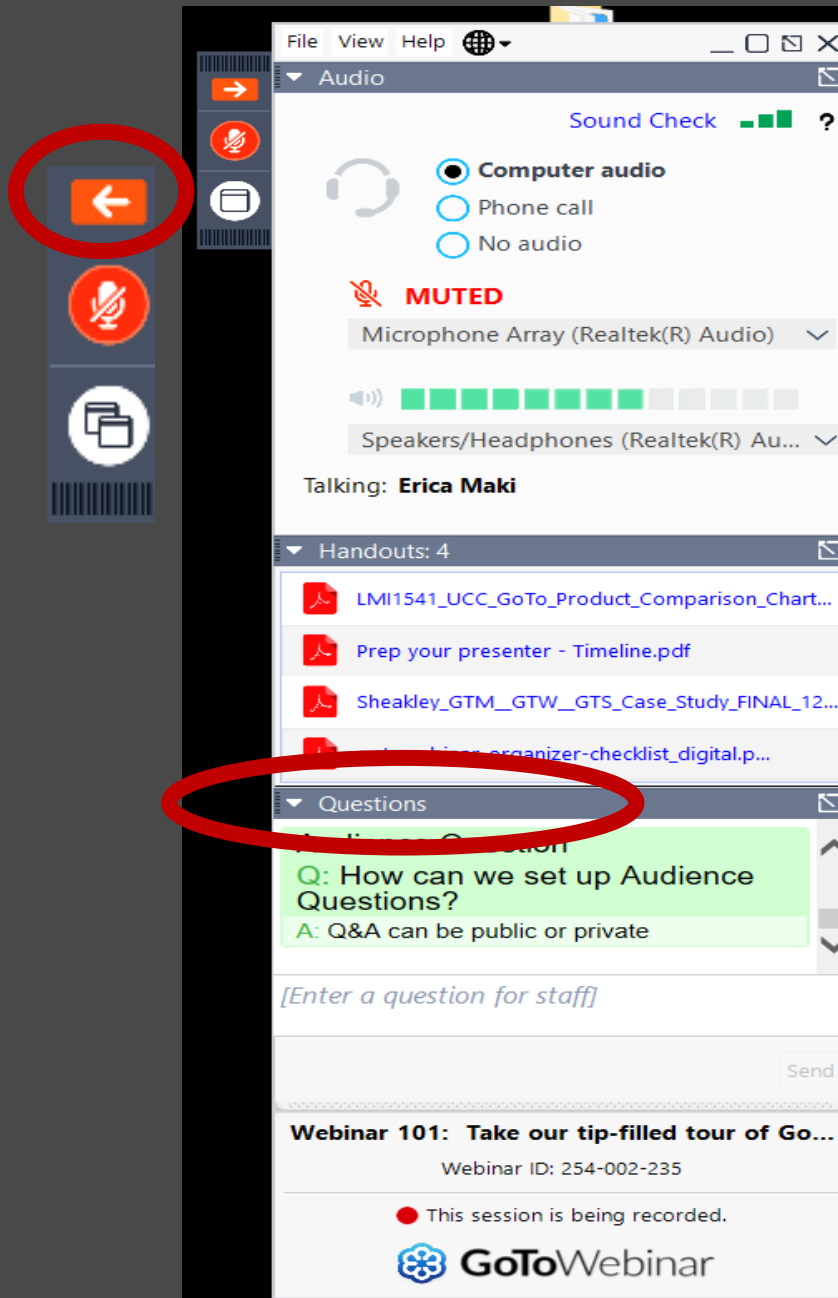 File View Help
Audio
Sound Check ?
Computer audio
Phone call
No audio
MUTED
Microphone Array (Realtek(R) Audio)
Speakers/Headphones (Realtek(R) Au...
Talking: Erica Maki
Handouts: 4
LMI1541_UCC_GoTo_Product_Comparison_Chart...
Prep your presenter - Timeline.pdf
Sheakley_GTM__GTW__GTS_Case_Study_FINAL_12...
organizer-checklist_digital.p...
Questions
Q: How can we set up Audience
Questions?
A: Q&A can be public or private
[Enter a question for staff]
Send
Webinar 101: Take our tip-filled tour of Go...
Webinar ID: 254-002-235
This session is being recorded.
GoToWebinar